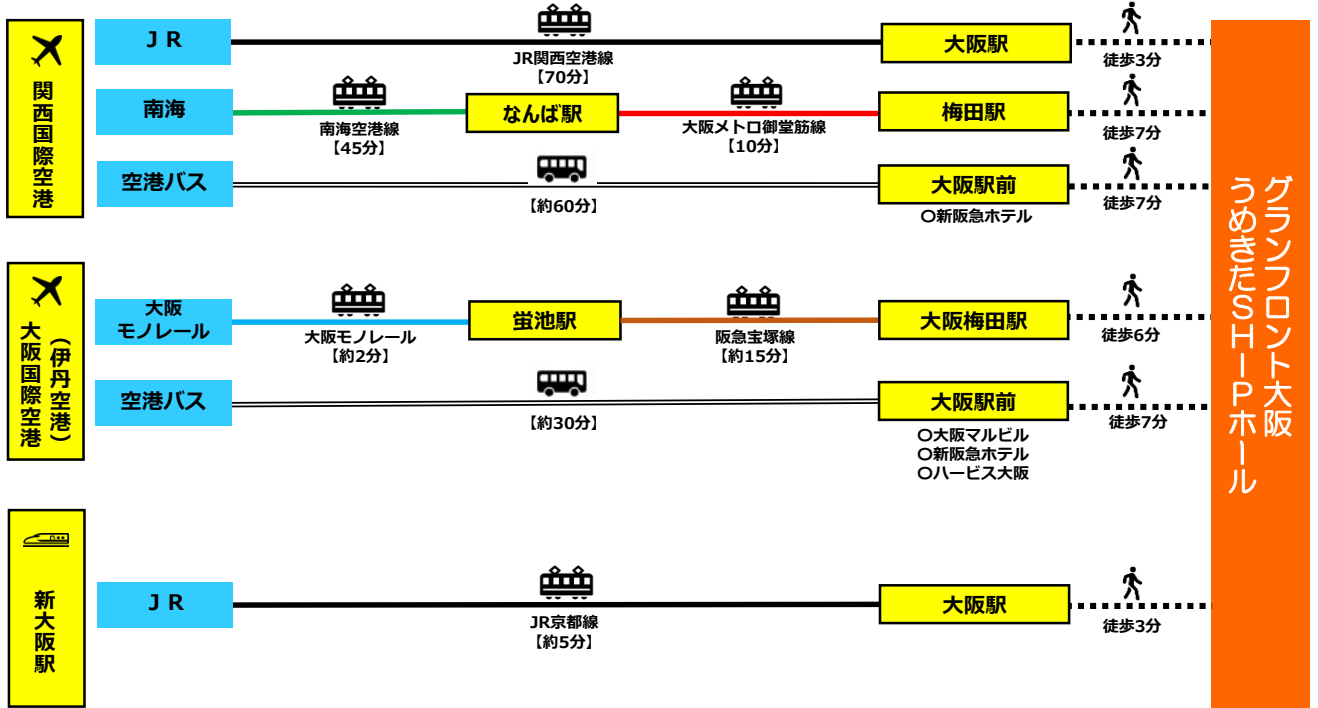 関西国際空港
ＪＲ
JR関西空港線
【70分】
大阪駅
徒歩3分
南海
南海空港線
【45分】
なんば駅
大阪メトロ御堂筋線
【10分】
梅田駅
徒歩7分
空港バス
【約60分】
大阪駅前
〇新阪急ホテル
徒歩7分
大阪国際空港
（伊丹空港）
大阪
モノレール
大阪モノレール
【約2分】
蛍池駅
阪急宝塚線
【約15分】
大阪梅田駅
徒歩6分
空港バス
【約30分】
大阪駅前
〇大阪マルビル
〇新阪急ホテル
〇ハービス大阪
徒歩7分
新大阪駅
ＪＲ
JR京都線
【約5分】
大阪駅
徒歩3分
グランフロント大阪
うめきたＳＨＩＰホール